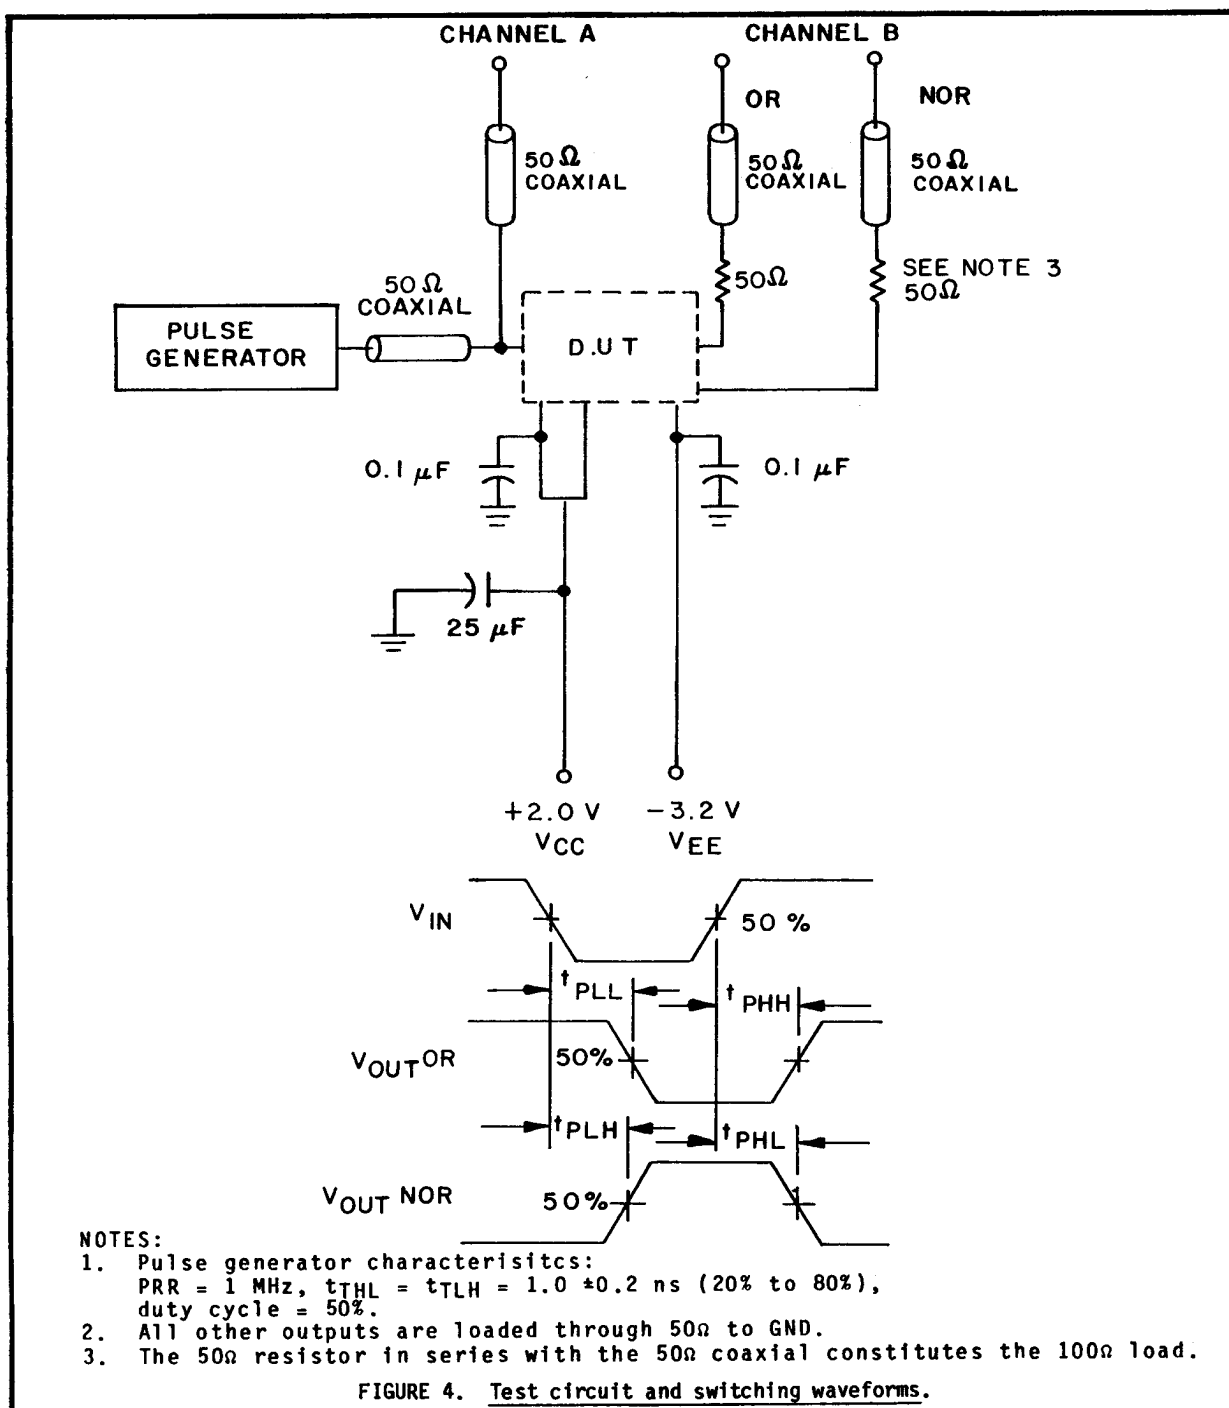 CHANNEL A
CHANNEL B
OR
NOR
50Ω
COAXIAL
50Ω
COAXIAL
50Ω
COAXIAL
50Ω
COAXIAL
50Ω
SEE NOTE 3
50Ω
PULSE
GENERATOR
D.U T
0.1 µF
0.1 µF
25 µF
+2.0 V
VCC
-3.2 V
VEE
VIN
50 %
tPLL
tPHH
VOUT OR
50%
tPLH
tPHL
VOUT NOR
50%
NOTES:
1. Pulse generator characterisitcs:
PRR = 1 MHz, tTHL = tTLH = 1.0 ±0.2 ns (20% to 80%),
duty cycle = 50%.
2. All other outputs are loaded through 50Ω to GND.
3. The 50Ω resistor in series with the 50Ω coaxial constitutes the 100Ω load.
FIGURE 4. Test circuit and switching waveforms.